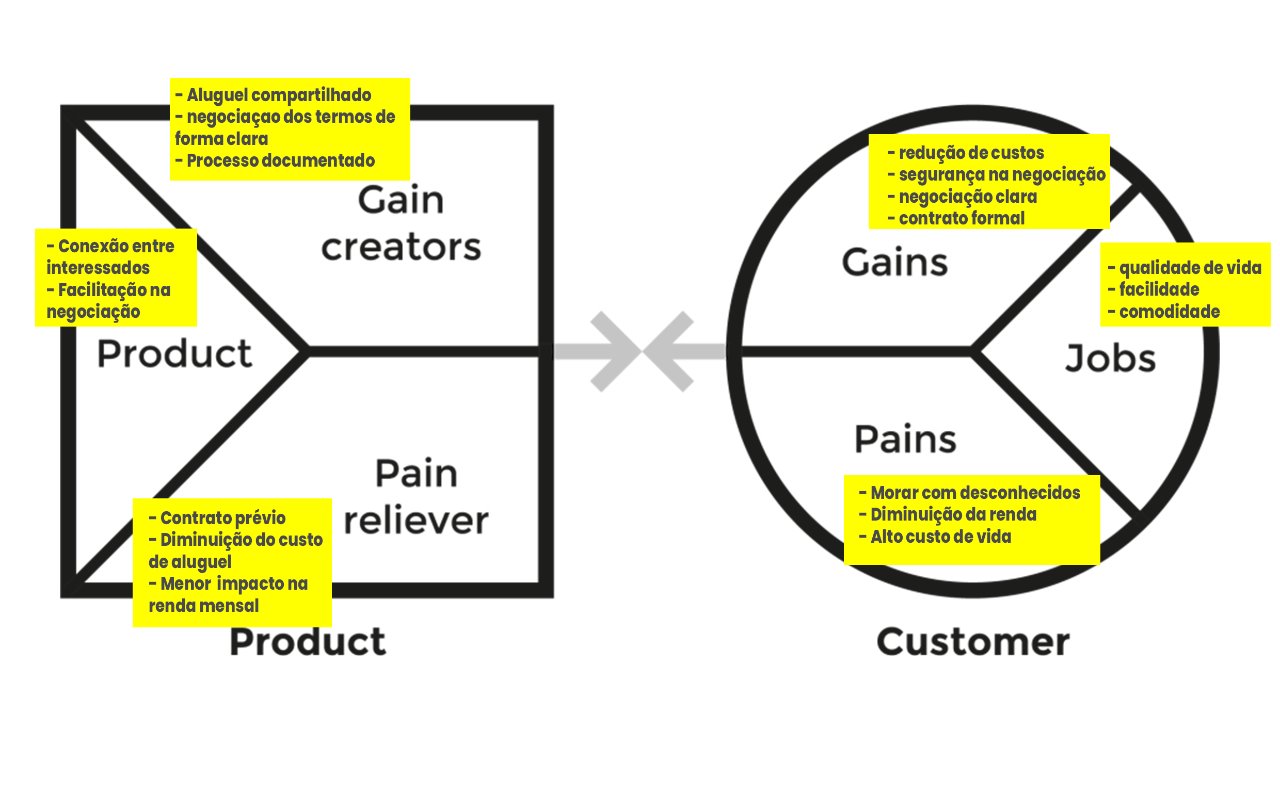 - Aluguel compartilhado
- negociaçao dos termos de
forma clara
- Processo documentado
Gain
creators
- Conexão entre
interessados
- Facilitação na
negociação
Product
Pain
reliever
- Contrato prévio
- Diminuição do custo
de aluguel
- Menor impacto na
renda mensal
Product
- redução de custos
- segurança na negociação
- negociação clara
- contrato formal
Gains
- qualidade de vida
- facilidade
- comodidade
Jobs
Pains
- Morar com desconhecidos
- Diminuição da renda
- Alto custo de vida
Customer